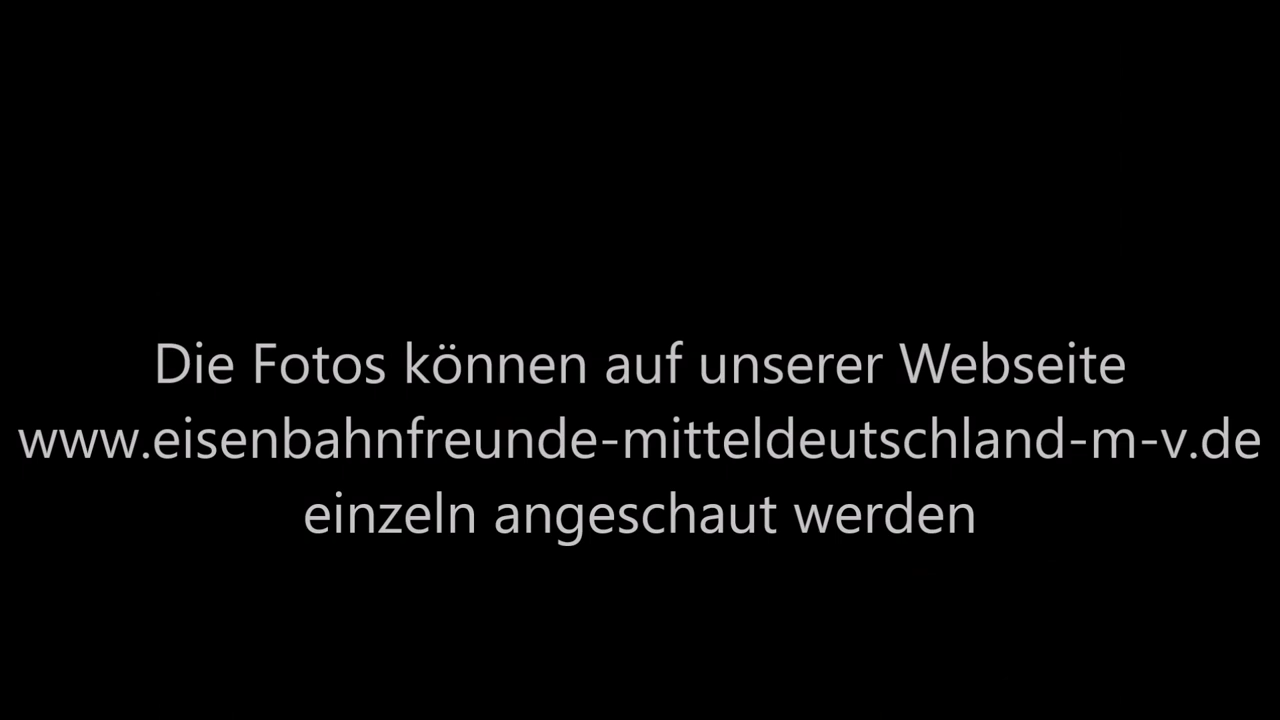 Die Fotos können auf unserer Webseite
www.eisenbahnfreunde-mitteldeutschland-m-v.de
einzeln angeschaut werden